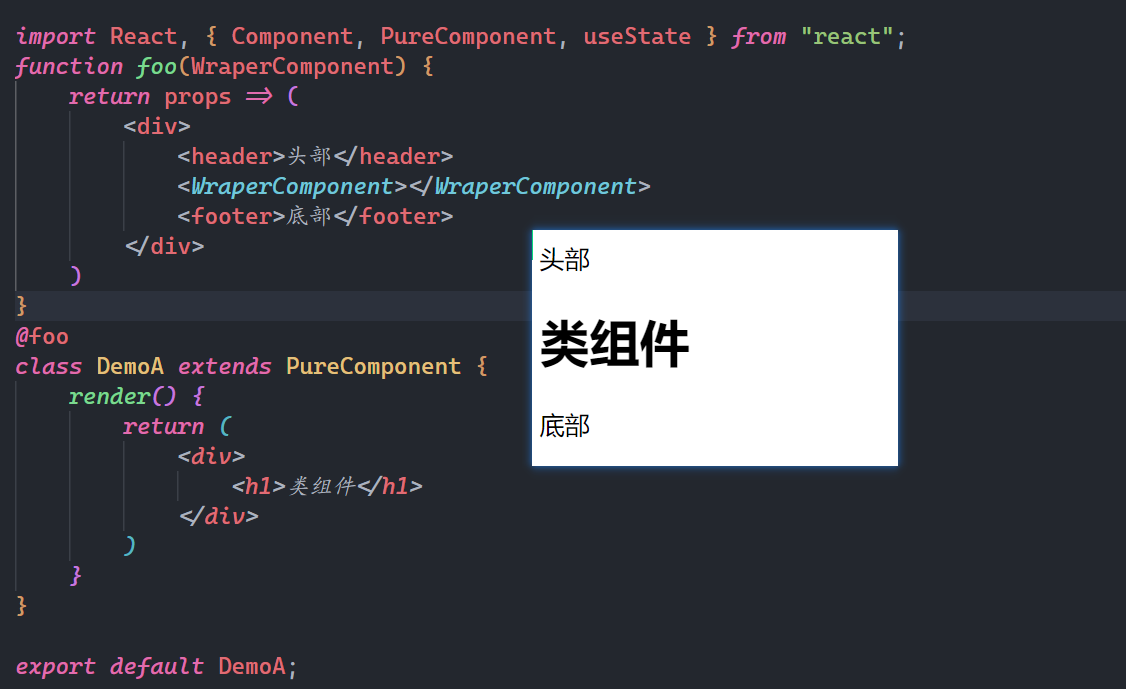 import React, { Component, PureComponent, useState } from "react";
function foo(WraperComponent) {
    return props => (
        <div>
            <header>头部</header>
            <WraperComponent></WraperComponent>
            <footer>底部</footer>
        </div>
    )
}
@foo
class DemoA extends PureComponent {
    render() {
        return (
            <div>
                <h1>类组件</h1>
            </div>
        )
    }
}
export default DemoA;
头部
类组件
底部